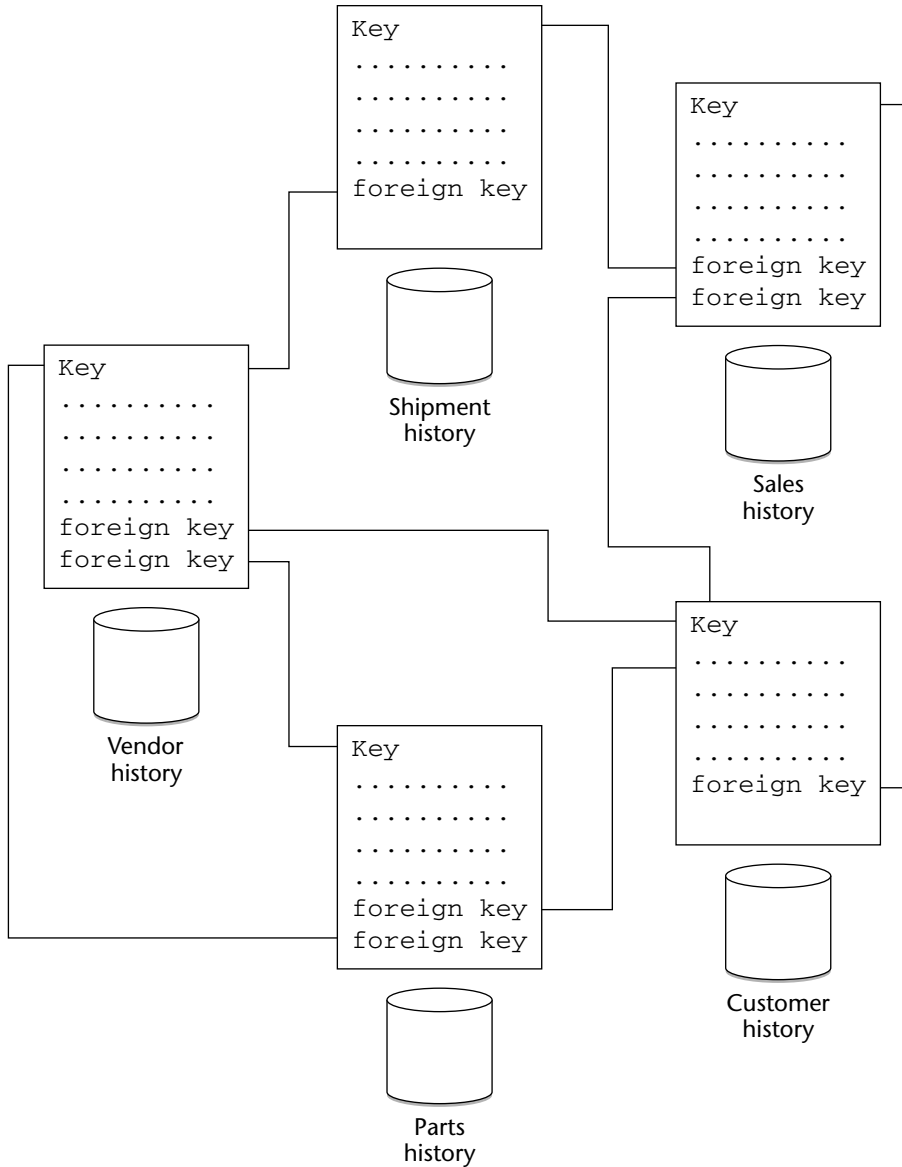 Key
. . . . . . . . . .
. . . . . . . . . .
. . . . . . . . . .
. . . . . . . . . .
foreign key
Shipment
history
Key
. . . . . . . . . .
. . . . . . . . . .
. . . . . . . . . .
. . . . . . . . . .
foreign key
foreign key
Sales
history
Key
. . . . . . . . . .
. . . . . . . . . .
. . . . . . . . . .
. . . . . . . . . .
foreign key
foreign key
Vendor
history
Key
. . . . . . . . . .
. . . . . . . . . .
. . . . . . . . . .
. . . . . . . . . .
foreign key
Customer
history
Key
. . . . . . . . . .
. . . . . . . . . .
. . . . . . . . . .
. . . . . . . . . .
foreign key
foreign key
Parts
history